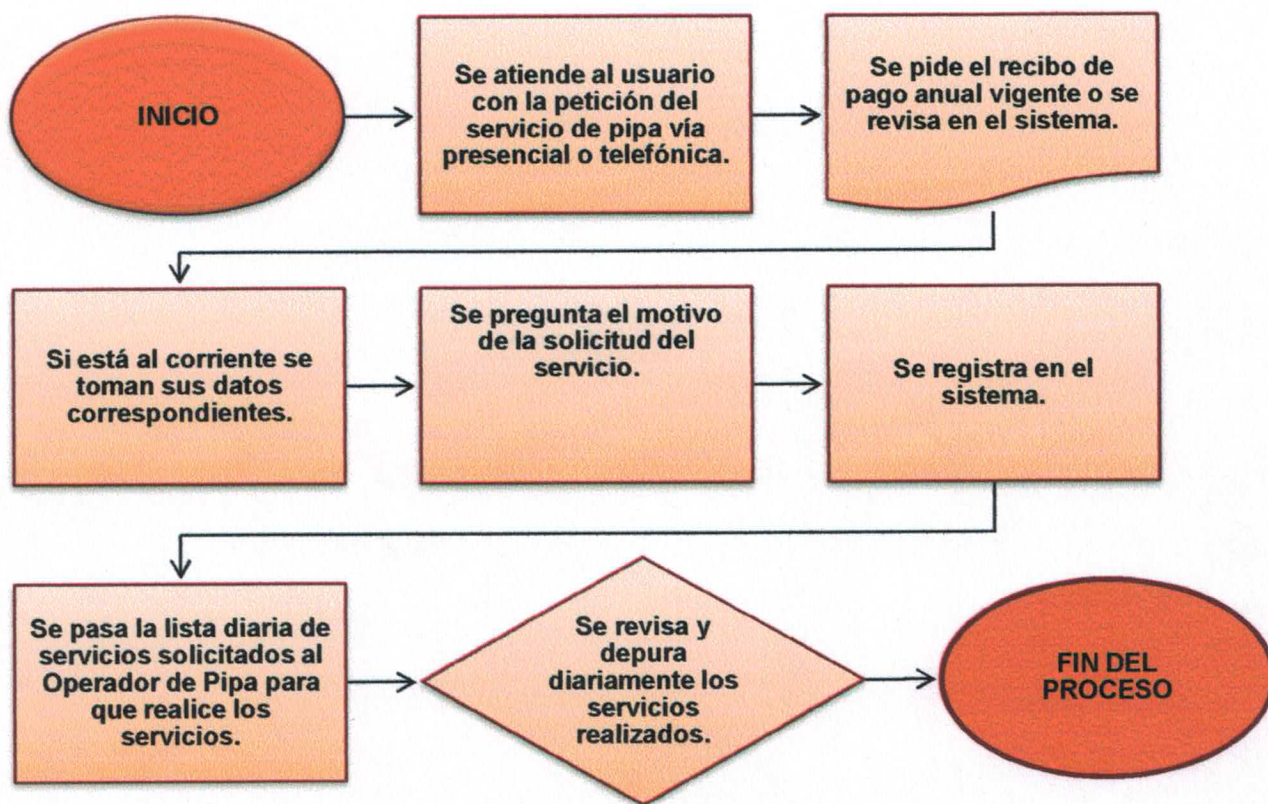 INICIO
Se atiende al usuario
con la petición del
servicio de pipa vía
presencial o telefónica.
Se pide el recibo de
pago anual vigente o se
revisa en el sistema.
Si está al corriente se
toman sus datos
correspondientes.
Se pregunta el motivo
de la solicitud del
servicio.
Se registra en el
sistema.
Se pasa la lista diaria de
servicios solicitados al
Operador de Pipa para
que realice los
servicios.
Se revisa y
depura
diariamente los
servicios
realizados.
FIN DEL
PROCESO